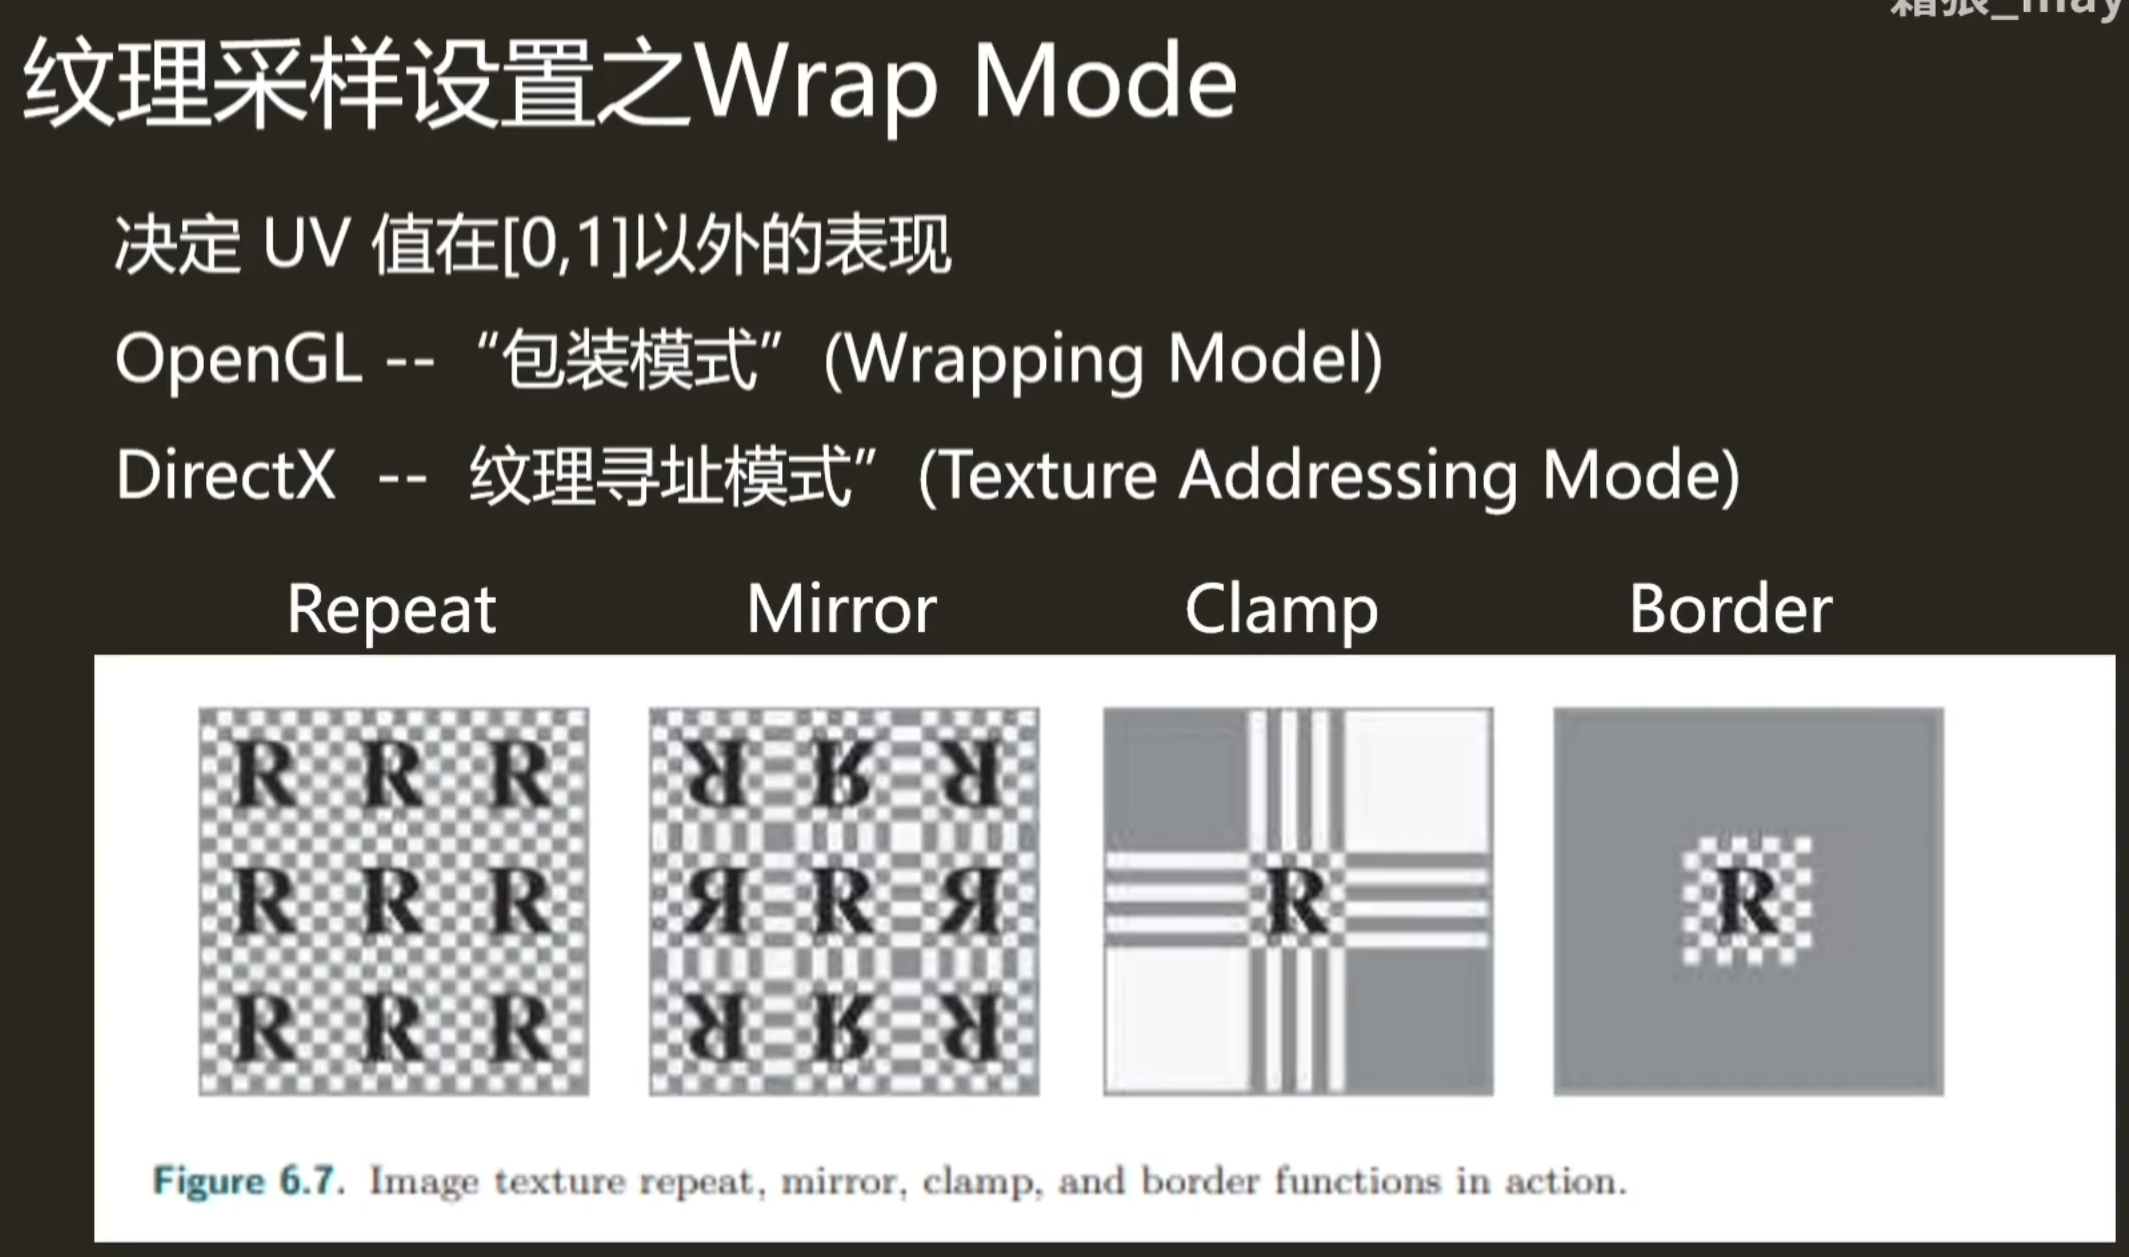 纹理采样设置之Wrap Mode
决定 UV 值在[0,1]以外的表现
OpenGL -- “包装模式” (Wrapping Model)
DirectX -- 纹理寻址模式” (Texture Addressing Mode)
Repeat Mirror Clamp Border
R R R
R
R R R
R
R
R R R
Figure 6.7. Image texture repeat, mirror, clamp, and border functions in action.